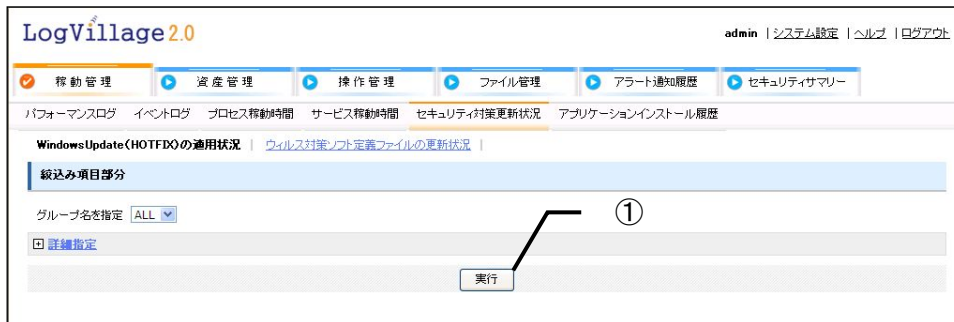 LogVillage 2.0
admin | システム設定 | ヘルプ | ログアウト
稼動管理 資産管理 操作管理 ファイル管理 アラート通知履歴 セキュリティサマリー
パフォーマンスログ イベントログ プロセス稼動時間 サービス稼動時間 セキュリティ対策更新状況 アプリケーションインストール履歴
WindowsUpdate(HOTFIX)の適用状況 | ウィルス対策ソフト定義ファイルの更新状況 |
絞込み項目部分
グループ名を指定 ALL
①
詳細指定
実行